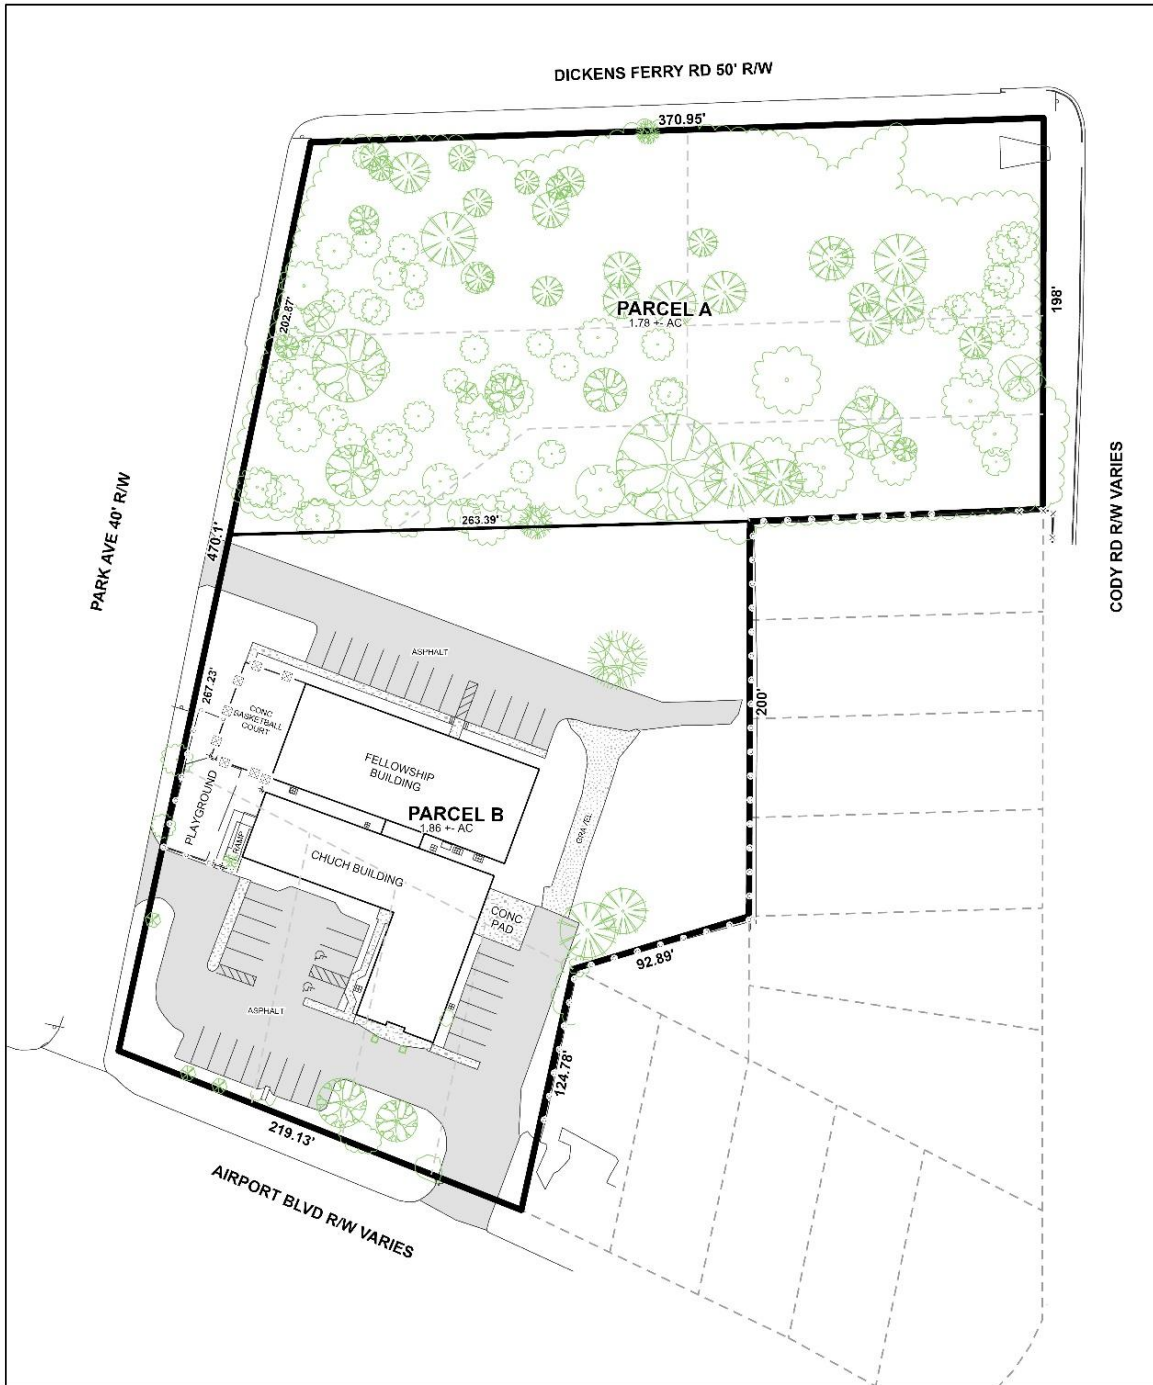 DICKENS FERRY RD 50' R/W
370.95'
PARCEL A
1.78 +- AC
202.87'
198'
263.39'
470.1'
PARK AVE 40' R/W
CODY RD R/W VARIES
ASPHALT
200'
267.23'
CONC
BASKETBALL
COURT
FELLOWSHIP
BUILDING
PLAYGROUND
PARCEL B
1.86 +- AC
GRAVEL
RAMP
CHUCH BUILDING
CONC
PAD
92.89'
ASPHALT
124.78'
219.13'
AIRPORT BLVD R/W VARIES